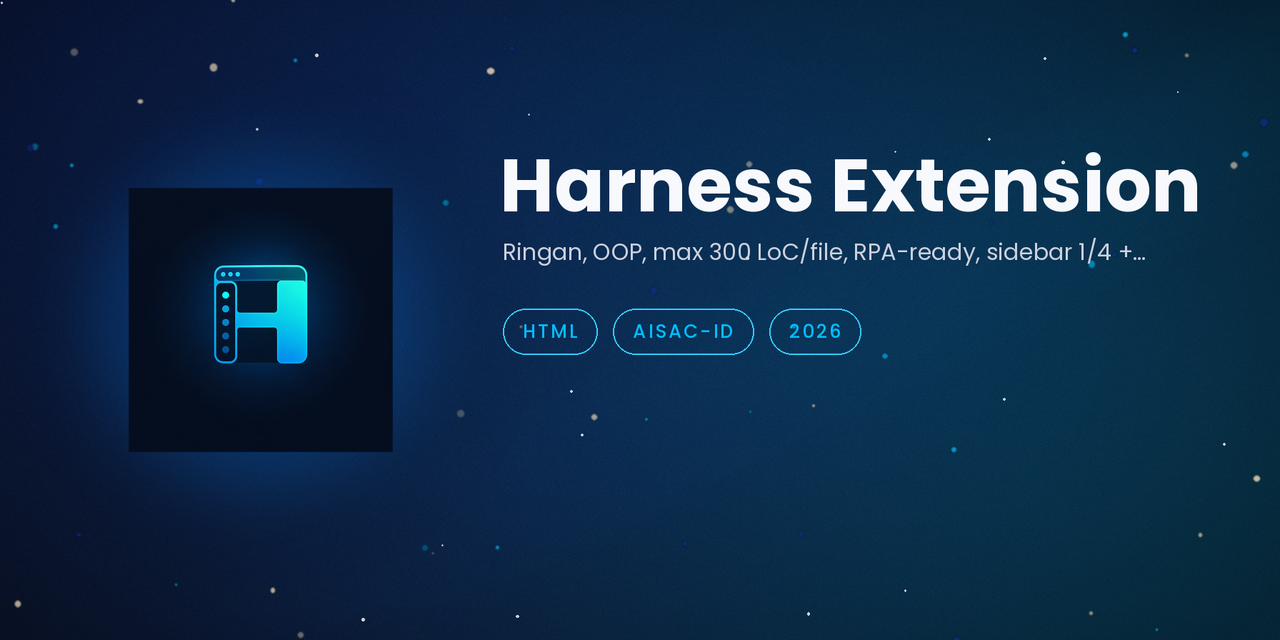 Harness Extension
Ringan, OOP, max 300 LoC/file, RPA-ready, sidebar 1/4 +...
HTML AISAC-ID 2026